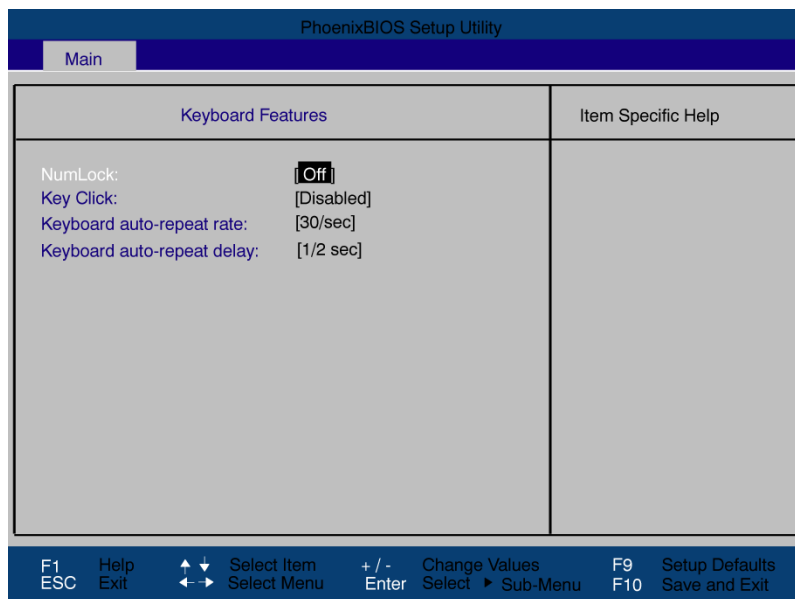 PhoenixBIOS Setup Utility
Main
Keyboard Features
Item Specific Help
NumLock: [Off]
Key Click: [Disabled]
Keyboard auto-repeat rate: [30/sec]
Keyboard auto-repeat delay: [1/2 sec]
F1 Help ↑ ↓ Select Item + / - Change Values F9 Setup Defaults
ESC Exit ← → Select Menu Enter Select ▶ Sub-Menu F10 Save and Exit